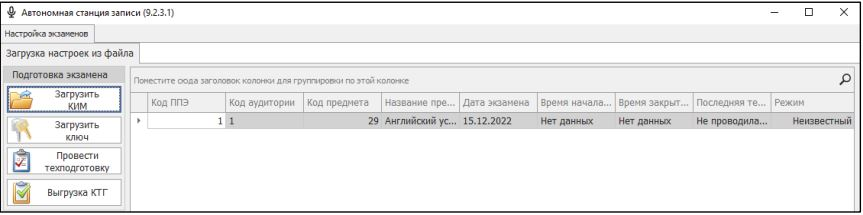 Автономная станция записи (9.2.3.1)
Настройка экзаменов
Загрузка настроек из файла
Подготовка экзамена
Загрузить
КИМ
Загрузить
ключ
Провести
техподготовку
Выгрузка КТГ
Поместите сюда заголовок колонки для группировки по этой колонке
Код ППЭ Код аудитории Код предмета Название пре... Дата экзамена Время начала... Время закрыт... Последняя те... Режим
1 1 29 Английский ус... 15.12.2022 Нет данных Нет данных Не проводила... Неизвестный